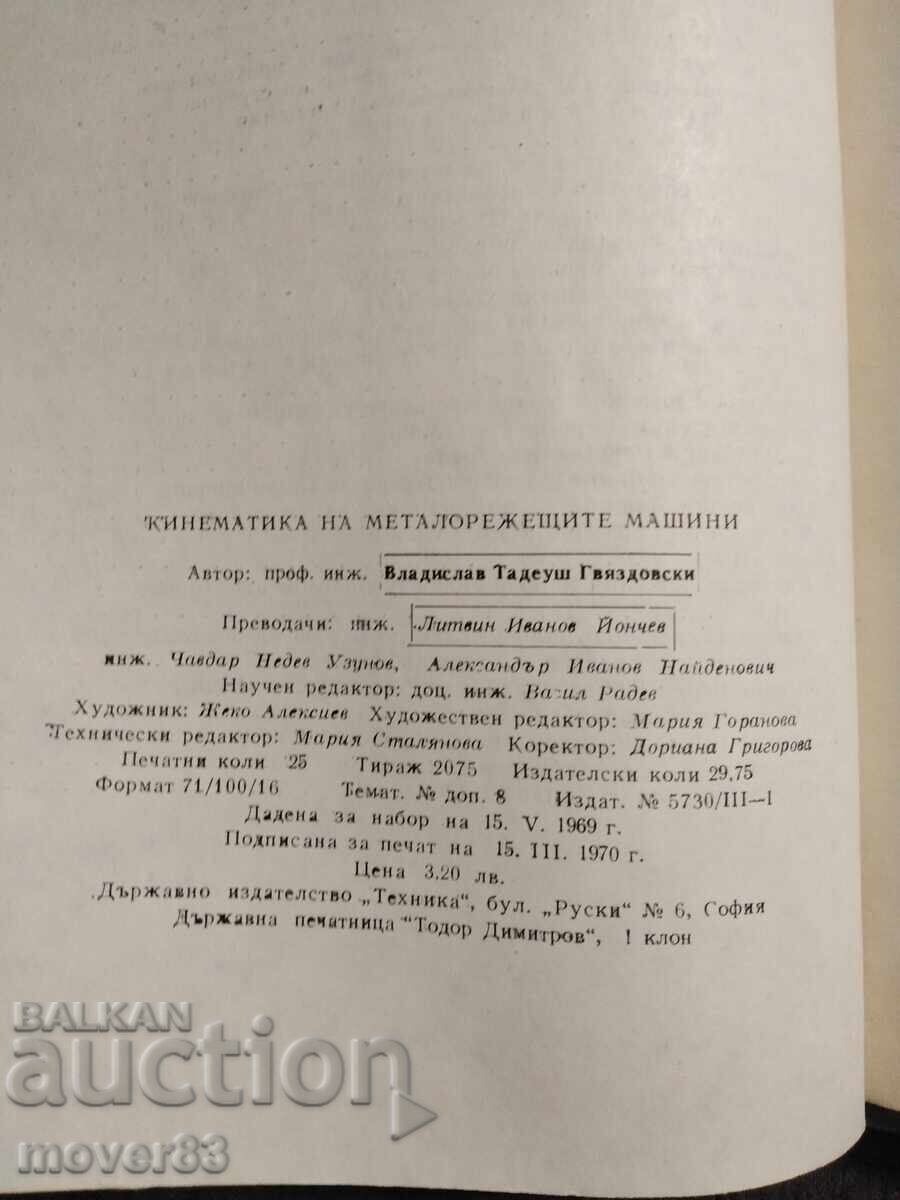 КИНЕМАТИКА НА МЕТАЛОРЕЖЕЩИТЕ МАШИНИ
Автор: проф. инж. Владислав Тадеуш Гвяздовски
Преводачи: инж. Литвин Иванов Йончев
инж. Чавдар Недев Узунов, Александър Иванов Найденович
Научен редактор: доц. инж. Васил Радев
Художник: Жеко Алексиев Художествен редактор: Мария Горанова
Технически редактор: Мария Сталянова Коректор: Дориана Григорова
Печатни коли 25 Тираж 2075 Издателски коли 29,75
Формат 71/100/16 Темат. № доп. 8 Издат. № 5730/III—1
Дадена за набор на 15. V. 1969 г.
Подписана за печат на 15. III. 1970 г.
Цена 3,20 лв.
Държавно издателство „Техника“, бул. „Руски“ № 6, София
Държавна печатница “Тодор Димитров“, 1 клон
BALKAN
auction
mover83